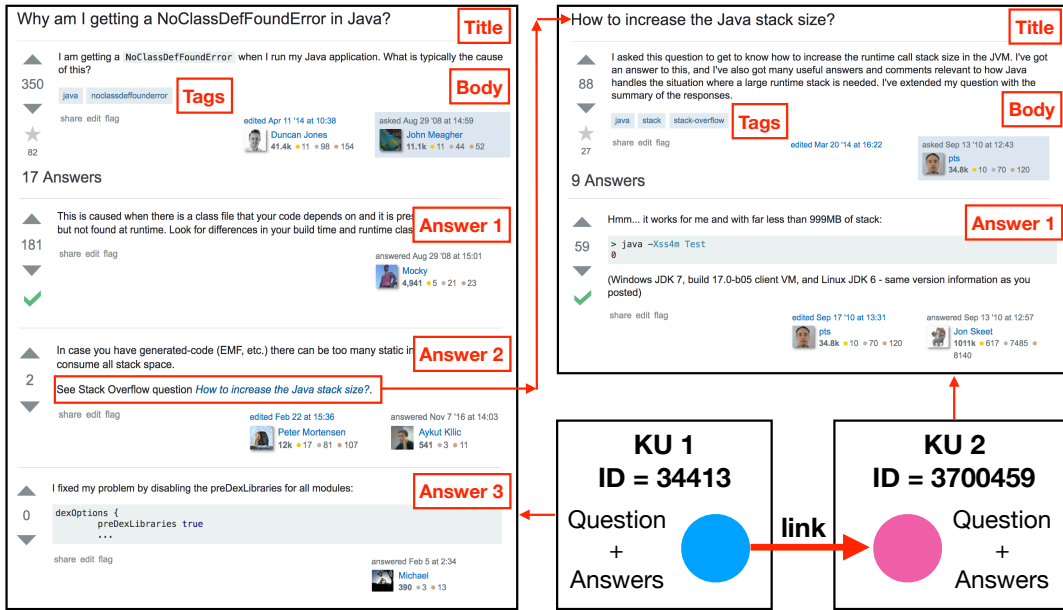 Why am I getting a NoClassDefFoundError in Java?
Title
350
I am getting a NoClassDefFoundError when I run my Java application. What is typically the cause
of this?
java noclassdeffounderror
Tags
Body
share edit flag
82
edited Apr 11 '14 at 10:38
Duncan Jones
41.4k 11 98 154
asked Aug 29 '08 at 14:59
John Meagher
11.1k 11 44 52
17 Answers
181
This is caused when there is a class file that your code depends on and it is pres
but not found at runtime. Look for differences in your build time and runtime clas
Answer 1
share edit flag
answered Aug 29 '08 at 15:01
Mocky
4,941 5 21 23
2
In case you have generated-code (EMF, etc.) there can be too many static in
consume all stack space.
Answer 2
See Stack Overflow question How to increase the Java stack size?.
share edit flag
edited Feb 22 at 15:36
Peter Mortensen
12k 17 81 107
answered Nov 7 '16 at 14:03
Aykut Kllic
541 3 11
0
I fixed my problem by disabling the preDexLibraries for all modules:
Answer 3
dexOptions {
preDexLibraries true
...
share edit flag
answered Feb 5 at 2:34
Michael
390 3 13
How to increase the Java stack size?
Title
88
I asked this question to get to know how to increase the runtime call stack size in the JVM. I've got
an answer to this, and I've also got many useful answers and comments relevant to how Java
handles the situation where a large runtime stack is needed. I've extended my question with the
summary of the responses.
Body
java stack stack-overflow
Tags
share edit flag
27
edited Mar 20 '14 at 16:22
asked Sep 13 '10 at 12:43
pts
34.8k 10 70 120
9 Answers
59
Hmm... it works for me and with far less than 999MB of stack:
Answer 1
> java -Xss4m Test
0
(Windows JDK 7, build 17.0-b05 client VM, and Linux JDK 6 - same version information as you
posted)
share edit flag
edited Sep 17 '10 at 13:31
pts
34.8k 10 70 120
answered Sep 13 '10 at 12:57
Jon Skeet
1011k 617 7485
8140
KU 1
ID = 34413
Question
+
Answers
link
KU 2
ID = 3700459
Question
+
Answers